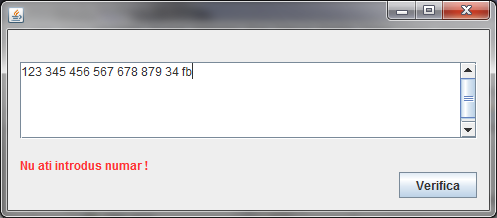 123 345 456 567 678 879 34 fb
Nu ati introdus numar !
Verifica